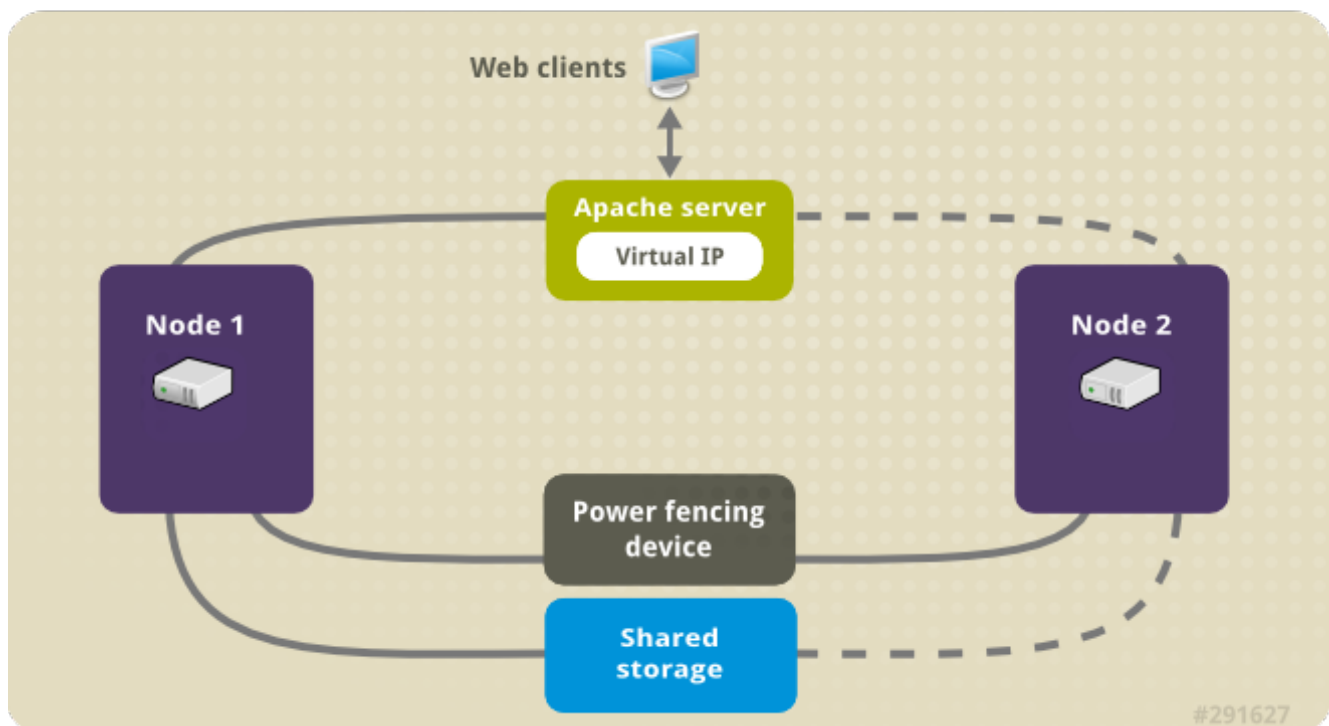 Web clients
Apache server
Virtual IP
Node 1
Node 2
Power fencing
device
Shared
storage
#291627